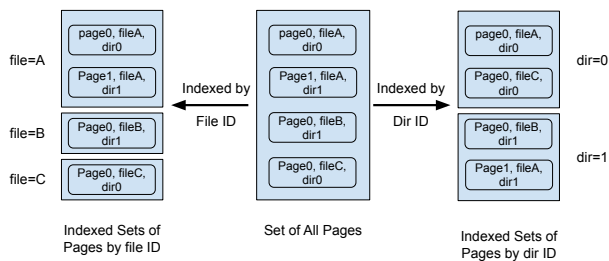 file=A
page0, fileA,
dir0
Page1, fileA,
dir1
file=B
Page0, fileB,
dir1
file=C
Page0, fileC,
dir0
Indexed Sets of
Pages by file ID
Indexed by
File ID
page0, fileA,
dir0
Page1, fileA,
dir1
Page0, fileB,
dir1
Page0, fileC,
dir0
Set of All Pages
Indexed by
Dir ID
page0, fileA,
dir0
Page0, fileC,
dir0
dir=0
Page0, fileB,
dir1
Page1, fileA,
dir1
dir=1
Indexed Sets of
Pages by dir ID